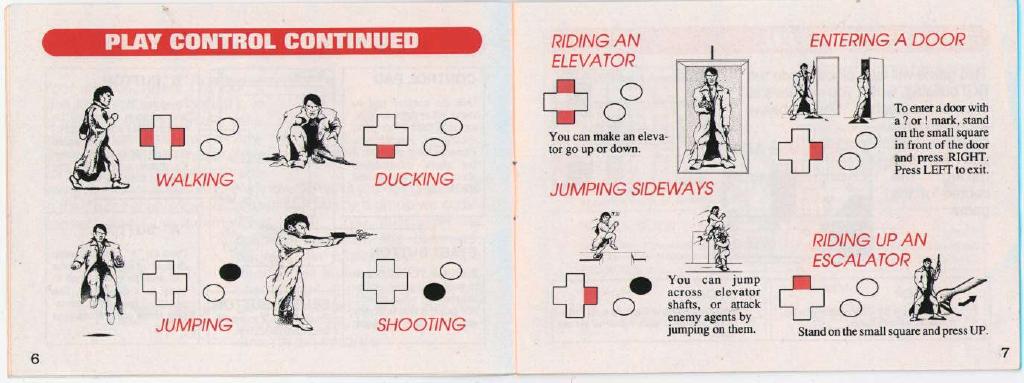 PLAY CONTROL CONTINUED
WALKING
DUCKING
JUMPING
SHOOTING
6
RIDING AN
ELEVATOR
You can make an eleva-
tor go up or down.
ENTERING A DOOR
To enter a door with
a ? or ! mark, stand
on the small square
in front of the door
and press RIGHT.
Press LEFT to exit.
JUMPING SIDEWAYS
You can jump
across elevator
shafts, or attack
enemy agents by
jumping on them.
RIDING UP AN
ESCALATOR
Stand on the small square and press UP.
7